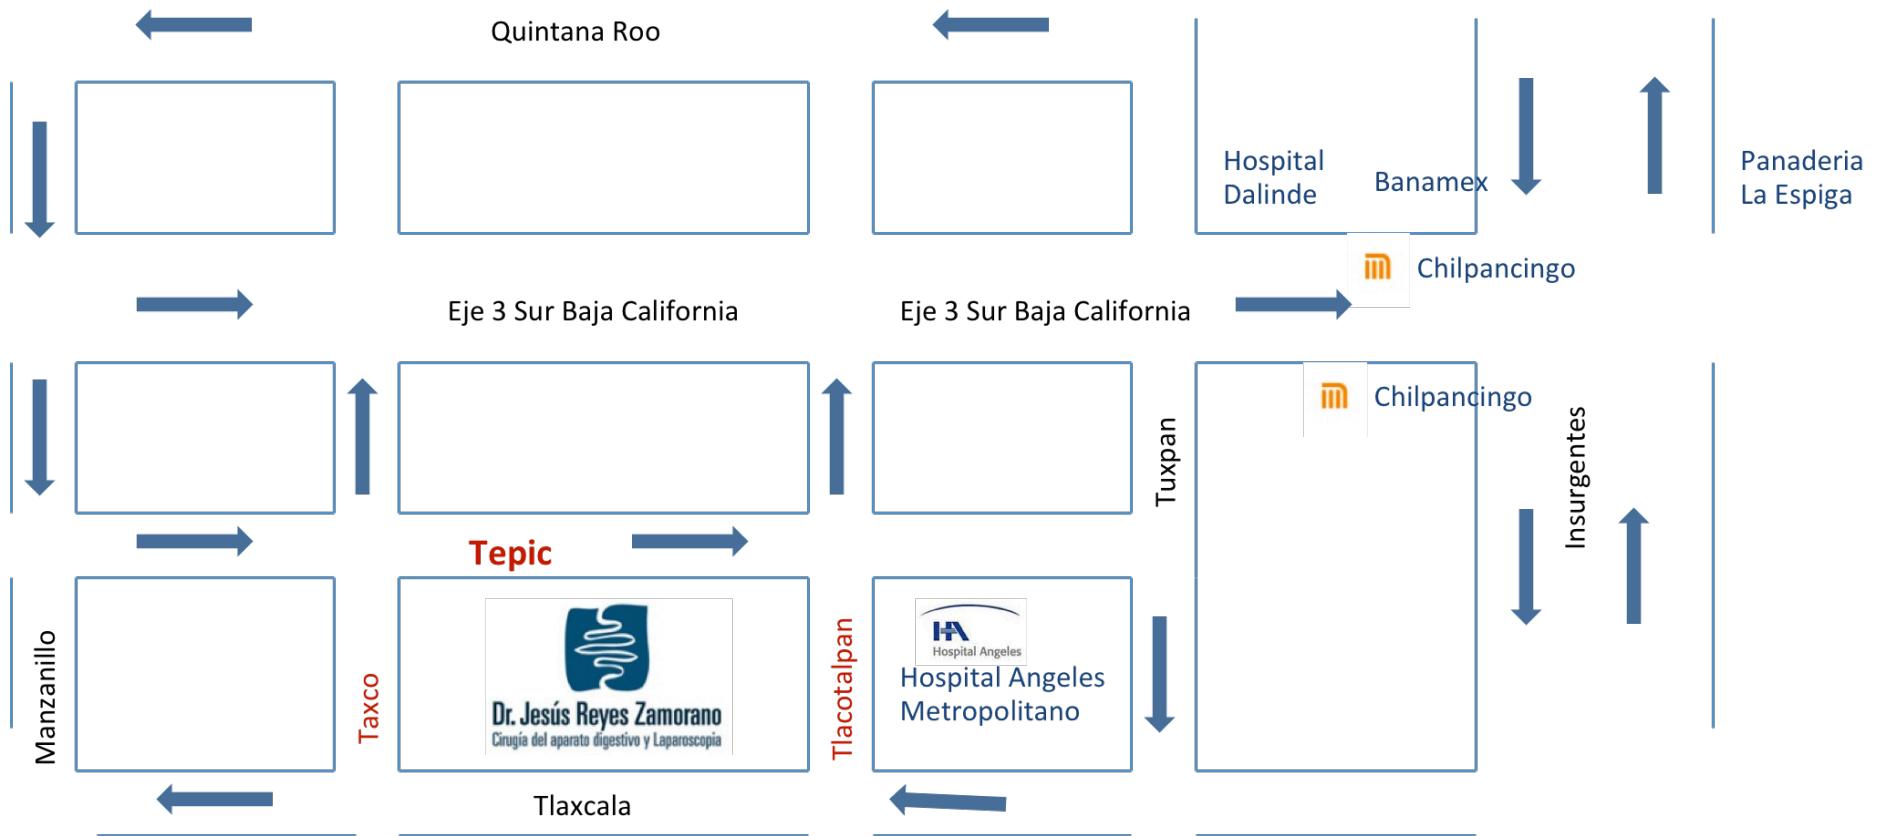 Quintana Roo
Hospital
Dalinde
Banamex
Panaderia
La Espiga
Chilpancingo
Eje 3 Sur Baja California
Eje 3 Sur Baja California
Chilpancingo
Tuxpan
Insurgentes
Tepic
Manzanillo
Taxco
Dr. Jesús Reyes Zamorano
Cirugía del aparato digestivo y Laparoscopia
Tlacotalpan
HA
Hospital Angeles
Hospital Angeles
Metropolitano
Tlaxcala